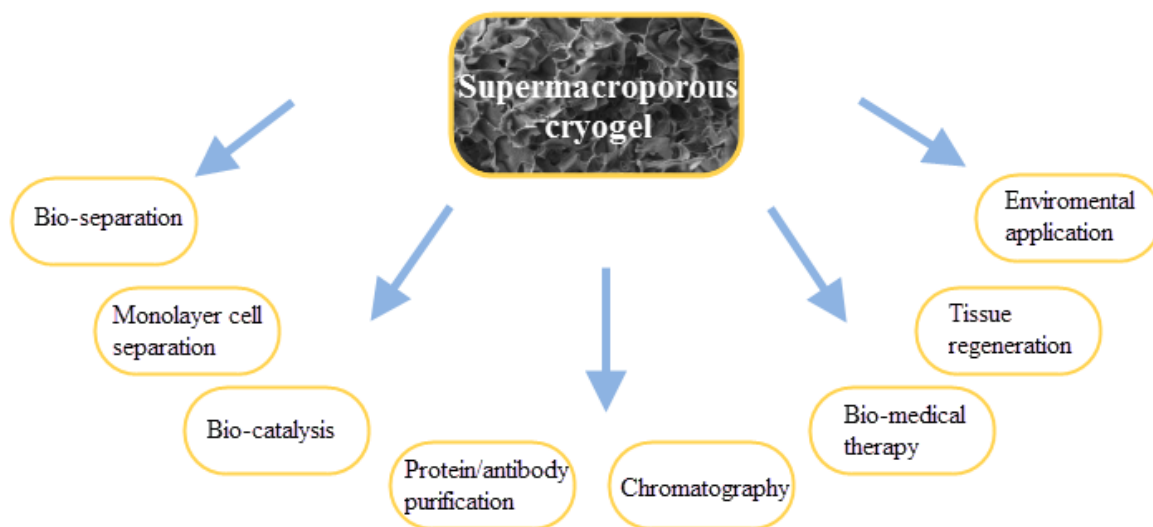 Supermacroporous
cryogel
Bio-separation
Monolayer cell
separation
Bio-catalysis
Protein/antibody
purification
Chromatography
Bio-medical
therapy
Tissue
regeneration
Enviromental
application